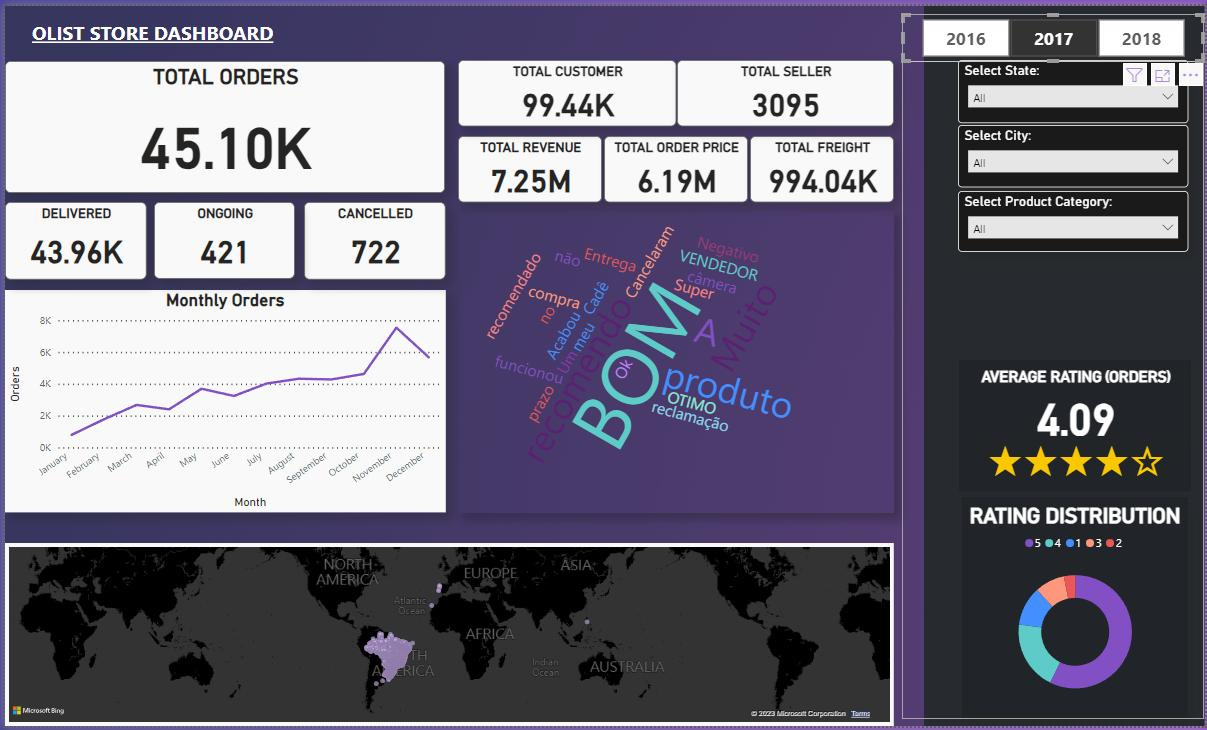 OLIST STORE DASHBOARD
2016
2017
2018
TOTAL ORDERS
45.10K
TOTAL CUSTOMER
99.44K
TOTAL SELLER
3095
TOTAL REVENUE
7.25M
TOTAL ORDER PRICE
6.19M
TOTAL FREIGHT
994.04K
DELIVERED
43.96K
ONGOING
421
CANCELLED
722
Select State:
All
Select City:
All
Select Product Category:
All
Monthly Orders
8K
6K
4K
2K
0K
Orders
January
February
March
April
May
June
July
August
September
October
November
December
Month
recomendado
não
Entrega
Cancelaram
Negativo
VENDEDOR
câmera
Super
compra
no
Cadê
Acabou
meu
Um
recomendo
BOM
A
Muito
Ok
funcionou
prazo
produto
OTIMO
reclamação
AVERAGE RATING (ORDERS)
4.09
RATING DISTRIBUTION
5 4 1 3 2
NORTH
AMERICA
EUROPE
ASIA
Atlantic
Ocean
AFRICA
Indian
Ocean
AUSTRALIA
Microsoft Bing
© 2023 Microsoft Corporation Terms